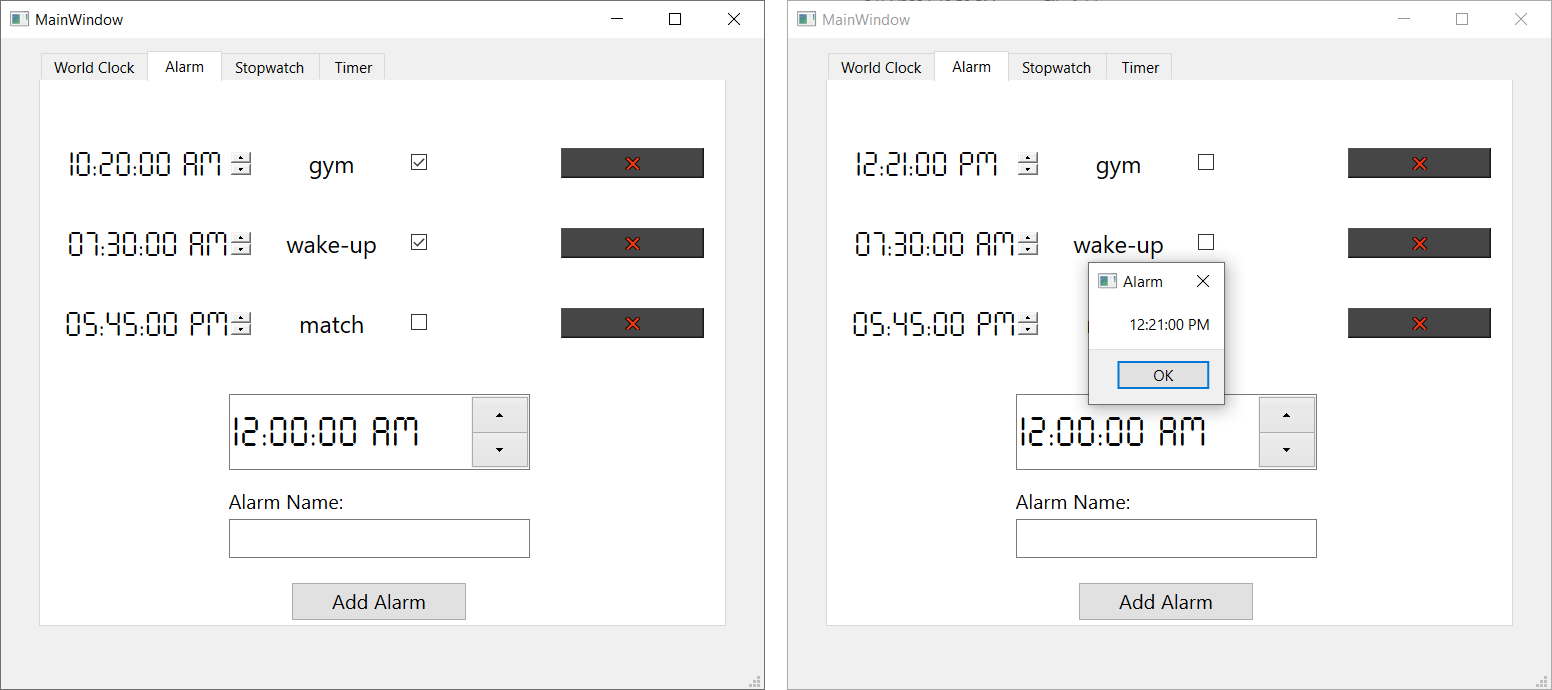 MainWindow
World Clock Alarm Stopwatch Timer
10:20:00 AM gym
07:30:00 AM wake-up
05:45:00 PM match
12:00:00 AM
Alarm Name:
Add Alarm
MainWindow
World Clock Alarm Stopwatch Timer
12:21:00 PM gym
07:30:00 AM wake-up
05:45:00 PM
Alarm
12:21:00 PM
OK
12:00:00 AM
Alarm Name:
Add Alarm